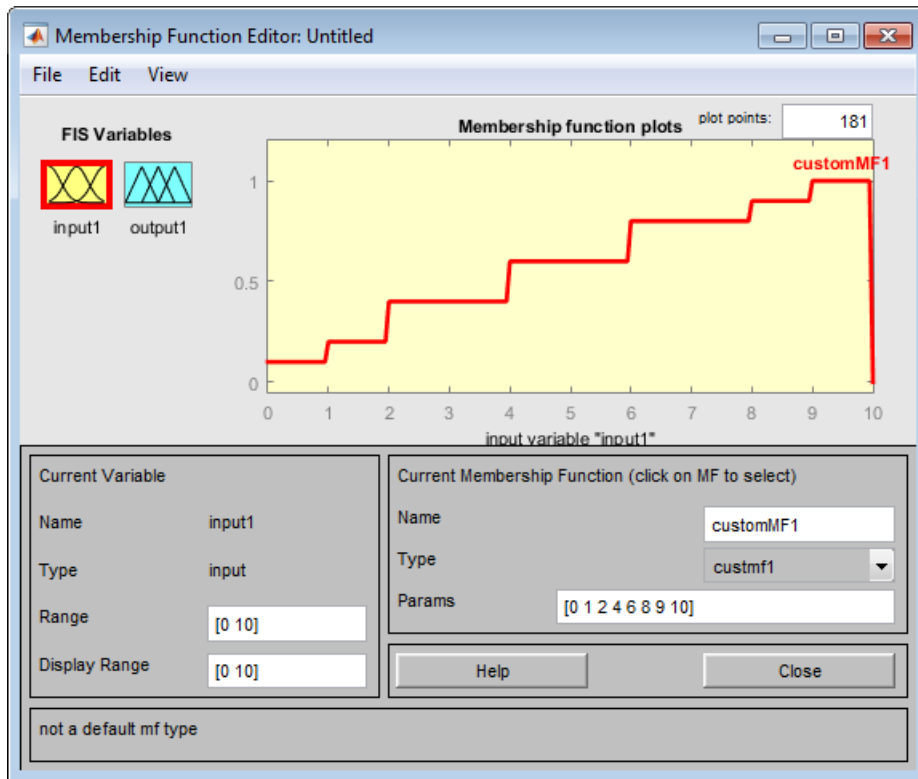 Membership Function Editor: Untitled
File Edit View
FIS Variables
input1 output1
Membership function plots
plot points: 181
customMF1
1
0.5
0
0 1 2 3 4 5 6 7 8 9 10
input variable "input1"
Current Variable
Name input1
Type input
Range [0 10]
Display Range [0 10]
Current Membership Function (click on MF to select)
Name customMF1
Type custmf1
Params [0 1 2 4 6 8 9 10]
Help Close
not a default mf type